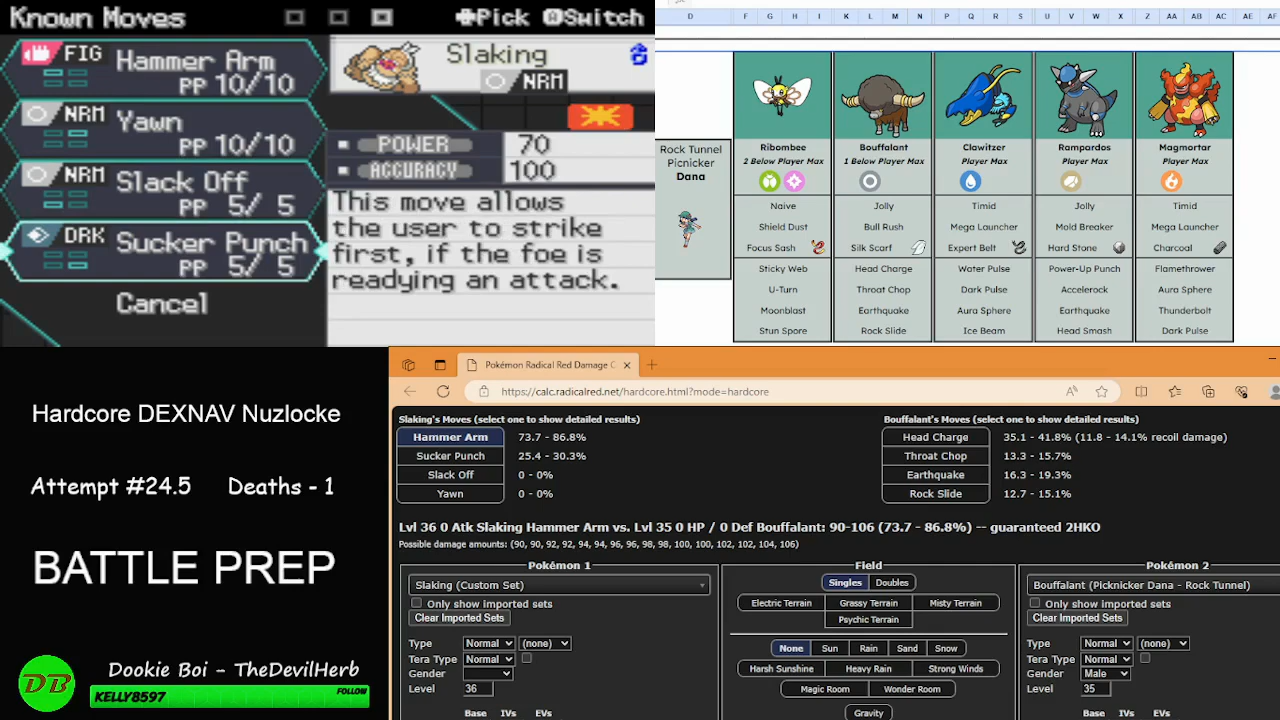 Known Moves
Pick A Switch
FIG Hammer Arm
PP 10/10
NRM Yawn
PP 10/10
NRM Slack Off
PP 5/ 5
DRK Sucker Punch
PP 5/ 5
Cancel
Slaking
NRM
POWER 70
ACCURACY 100
This move allows
the user to strike
first, if the foe is
readying an attack.
D F G H I K L M N P Q R S U V W X Z AA AB AC AE AF
Rock Tunnel
Picnicker
Dana
Ribombee
2 Below Player Max
Naive
Shield Dust
Focus Sash
Sticky Web
U-Turn
Moonblast
Stun Spore
Bouffalant
1 Below Player Max
Jolly
Bull Rush
Silk Scarf
Head Charge
Throat Chop
Earthquake
Rock Slide
Clawitzer
Player Max
Timid
Mega Launcher
Expert Belt
Water Pulse
Dark Pulse
Aura Sphere
Ice Beam
Rampardos
Player Max
Jolly
Mold Breaker
Hard Stone
Power-Up Punch
Accelerock
Earthquake
Head Smash
Magmortar
Player Max
Timid
Mega Launcher
Charcoal
Flamethrower
Aura Sphere
Thunderbolt
Dark Pulse
Hardcore DEXNAV Nuzlocke
Attempt #24.5 Deaths - 1
BATTLE PREP
DB
Dookie Boi - TheDevilHerb
KELLY8597
FOLLOW
Pokémon Radical Red Damage C
https://calc.radicalred.net/hardcore.html?mode=hardcore
Slaking's Moves (select one to show detailed results)
Hammer Arm 73.7 - 86.8%
Sucker Punch 25.4 - 30.3%
Slack Off 0 - 0%
Yawn 0 - 0%
Bouffalant's Moves (select one to show detailed results)
Head Charge 35.1 - 41.8% (11.8 - 14.1% recoil damage)
Throat Chop 13.3 - 15.7%
Earthquake 16.3 - 19.3%
Rock Slide 12.7 - 15.1%
Lvl 36 0 Atk Slaking Hammer Arm vs. Lvl 35 0 HP / 0 Def Bouffalant: 90-106 (73.7 - 86.8%) -- guaranteed 2HKO
Possible damage amounts: (90, 90, 92, 92, 94, 94, 96, 96, 98, 98, 100, 100, 102, 102, 104, 106)
Pokémon 1
Slaking (Custom Set)
Only show imported sets
Clear Imported Sets
Type Normal (none)
Tera Type Normal
Gender
Level 36
Base IVs EVs
Field
Singles Doubles
Electric Terrain Grassy Terrain Misty Terrain
Psychic Terrain
None Sun Rain Sand Snow
Harsh Sunshine Heavy Rain Strong Winds
Magic Room Wonder Room
Gravity
Pokémon 2
Bouffalant (Picknicker Dana - Rock Tunnel)
Only show imported sets
Clear Imported Sets
Type Normal (none)
Tera Type Normal
Gender Male
Level 35
Base IVs EVs